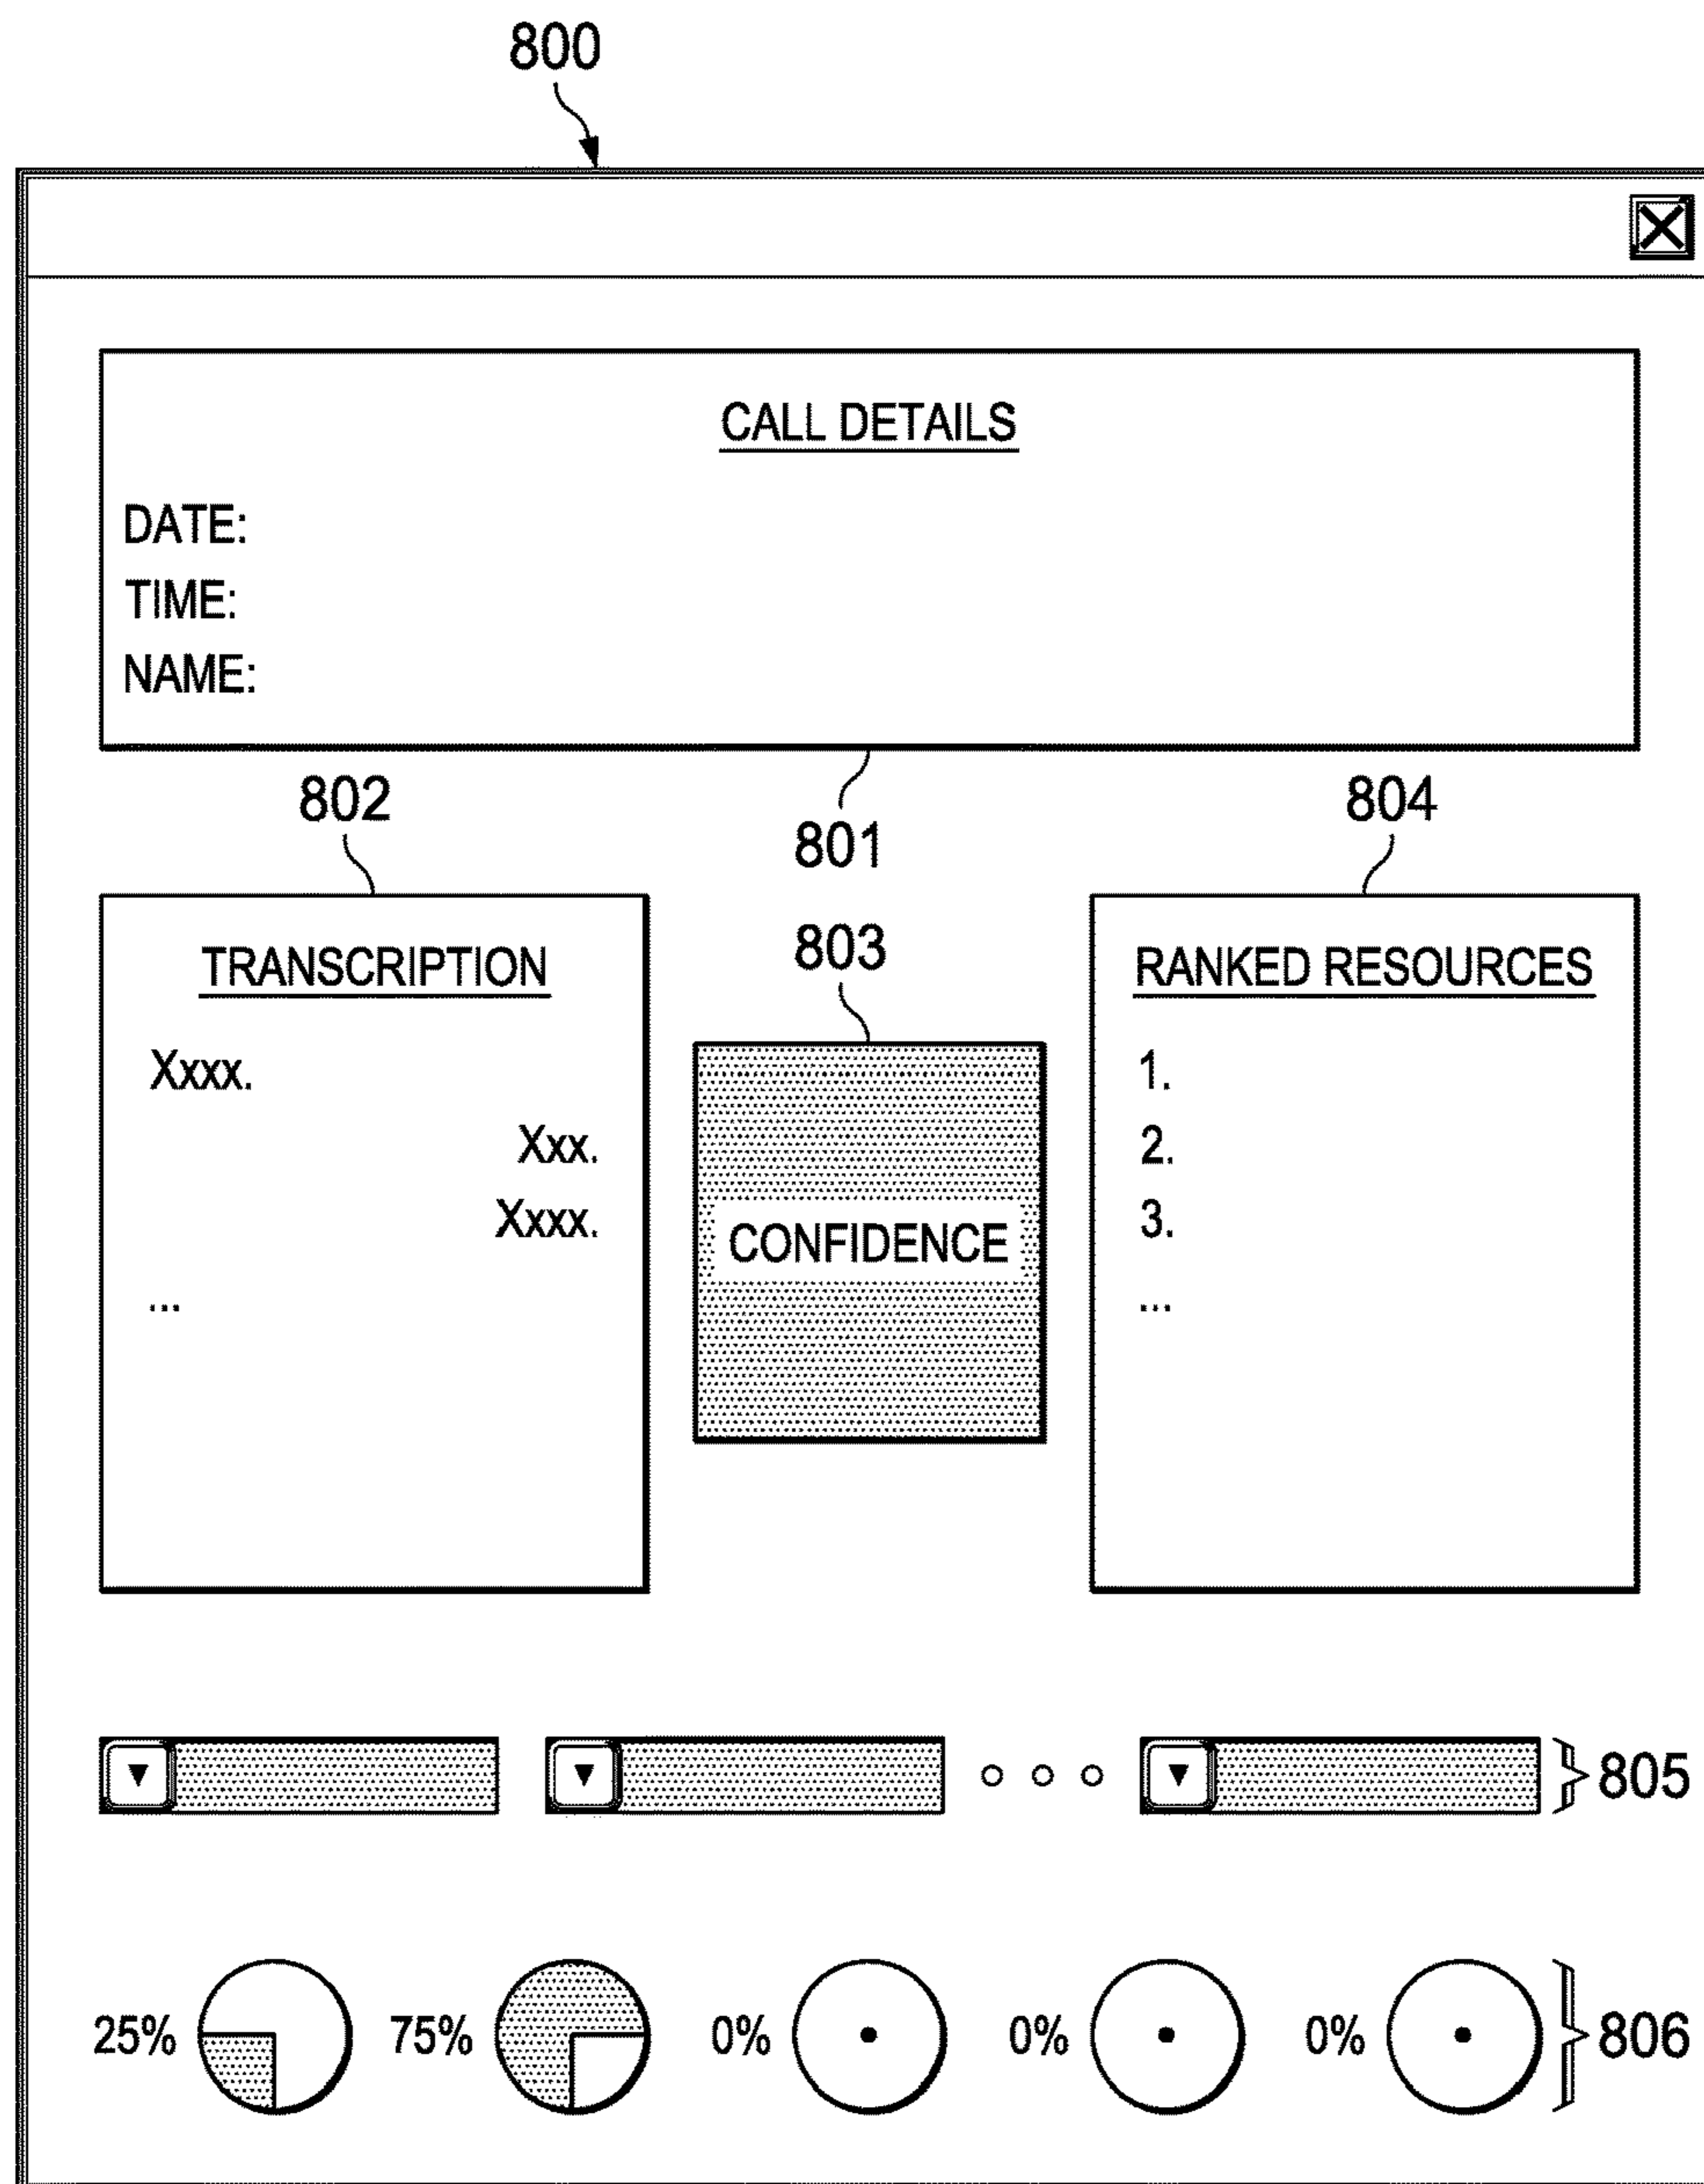 800
CALL DETAILS
DATE:
TIME:
NAME:
801
802
TRANSCRIPTION
Xxxx.
Xxx.
Xxxx.
...
803
CONFIDENCE
804
RANKED RESOURCES
1.
2.
3.
...
805
25%
75%
0%
0%
0%
806